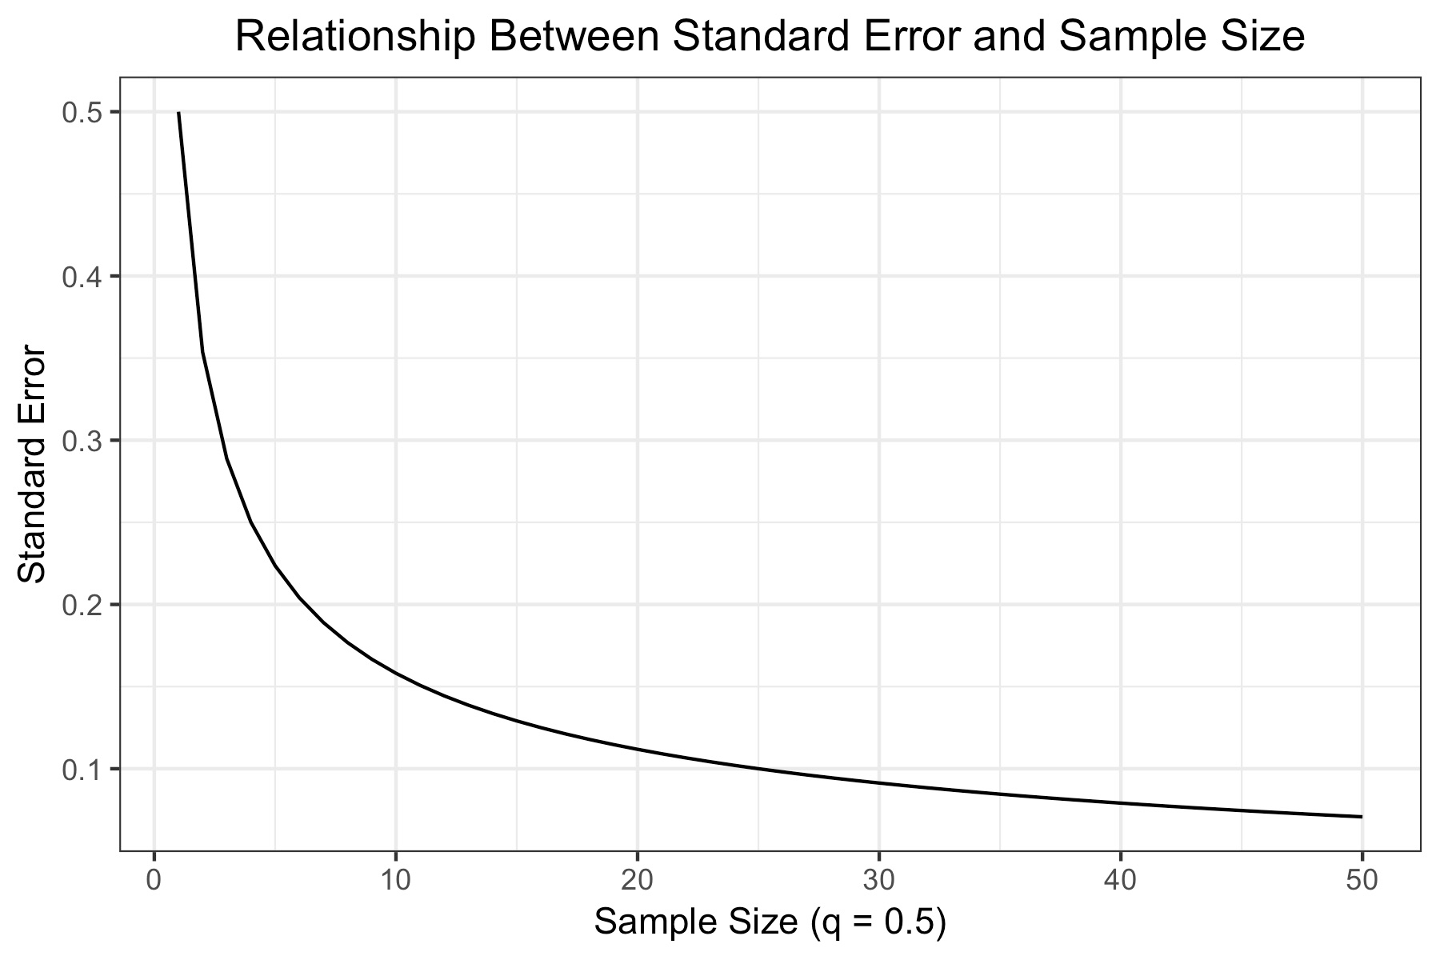 Relationship Between Standard Error and Sample Size
0.5
0.4
0.3
0.2
0.1
Standard Error
0 10 20 30 40 50
Sample Size (q = 0.5)